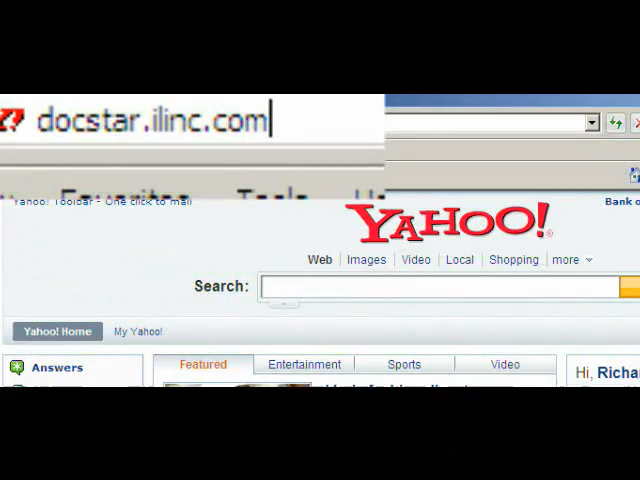 docstar.ilinc.com
Favorites Tools
Yahoo! Toolbar - One click to mail
Bank o
YAHOO!
Web Images Video Local Shopping more
Search:
Yahoo! Home My Yahoo!
Answers
Featured Entertainment Sports Video
Hi, Richar